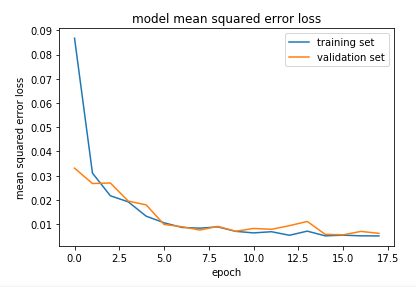 model mean squared error loss
training set
validation set
mean squared error loss
0.09
0.08
0.07
0.06
0.05
0.04
0.03
0.02
0.01
0.0 2.5 5.0 7.5 10.0 12.5 15.0 17.5
epoch